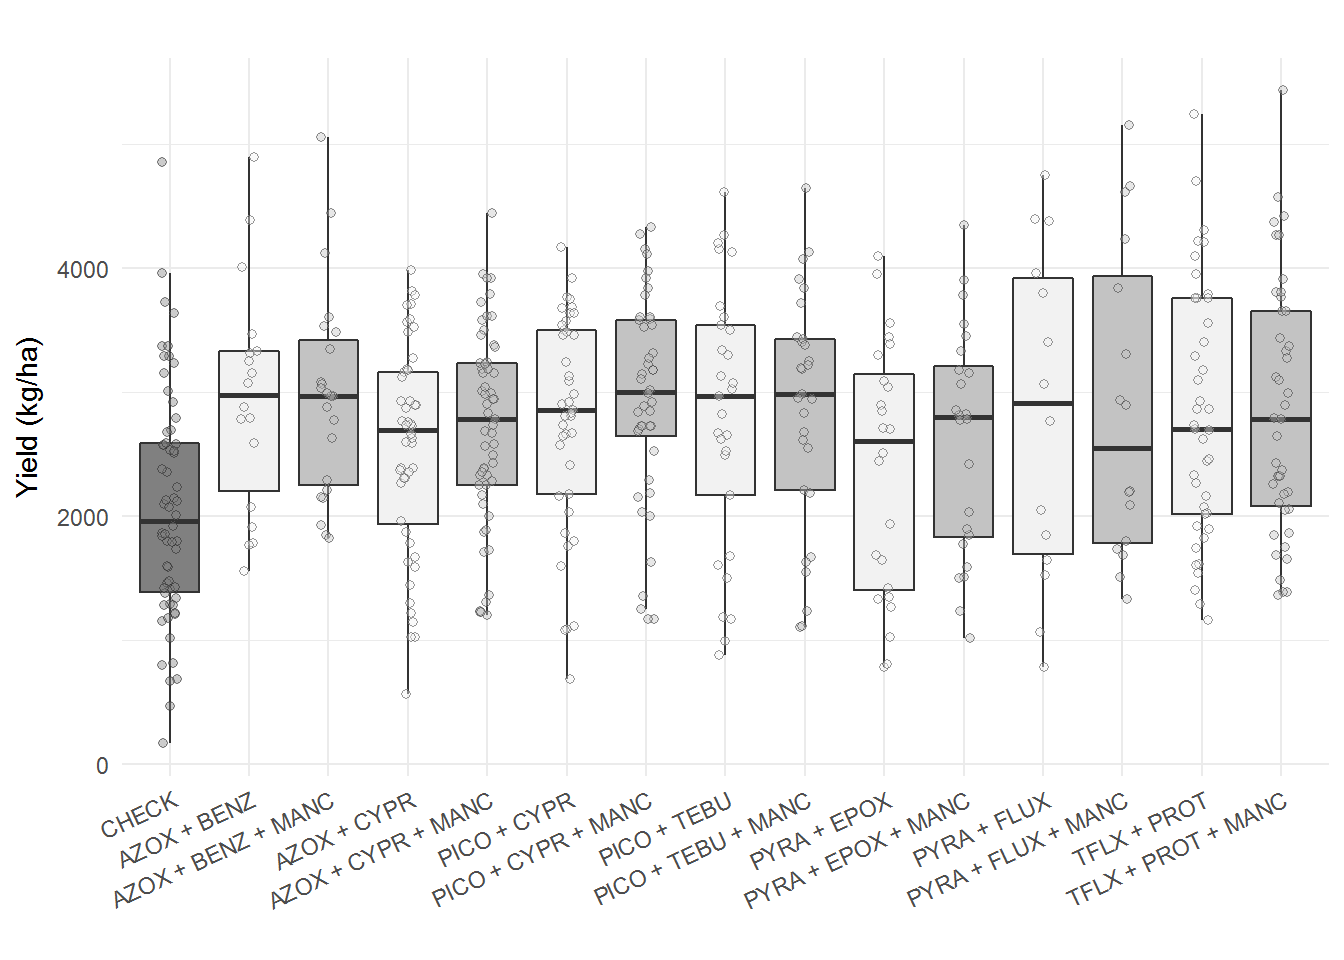 Yield (kg/ha)
4000
2000
0
CHECK
AZOX + BENZ
AZOX + BENZ + MANC
AZOX + CYPR
AZOX + CYPR + MANC
PICO + CYPR
PICO + CYPR + MANC
PICO + TEBU
PICO + TEBU + MANC
PYRA + EPOX
PYRA + EPOX + MANC
PYRA + FLUX
PYRA + FLUX + MANC
TFLX + PROT
TFLX + PROT + MANC